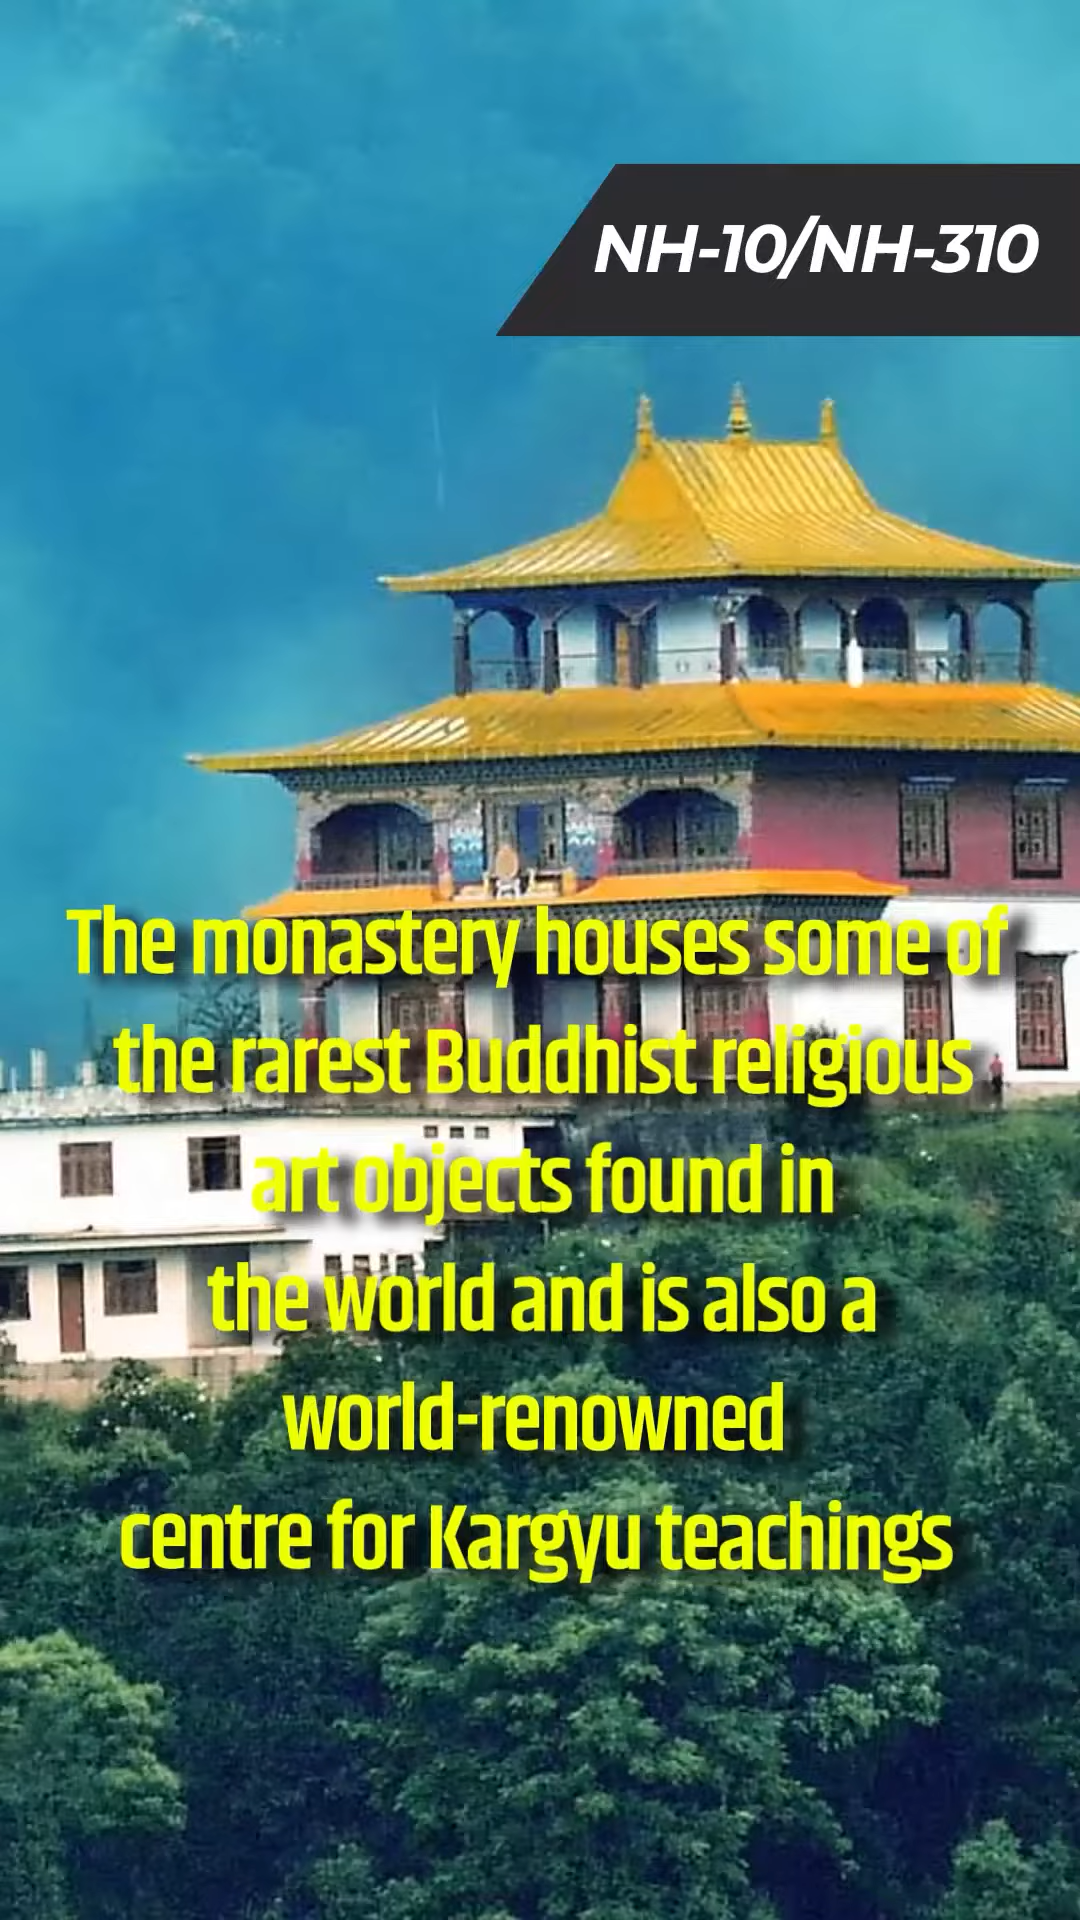 NH-10/NH-310
The monastery houses some of
the rarest Buddhist religious
art objects found in
the world and is also a
world-renowned
centre for Kargyu teachings